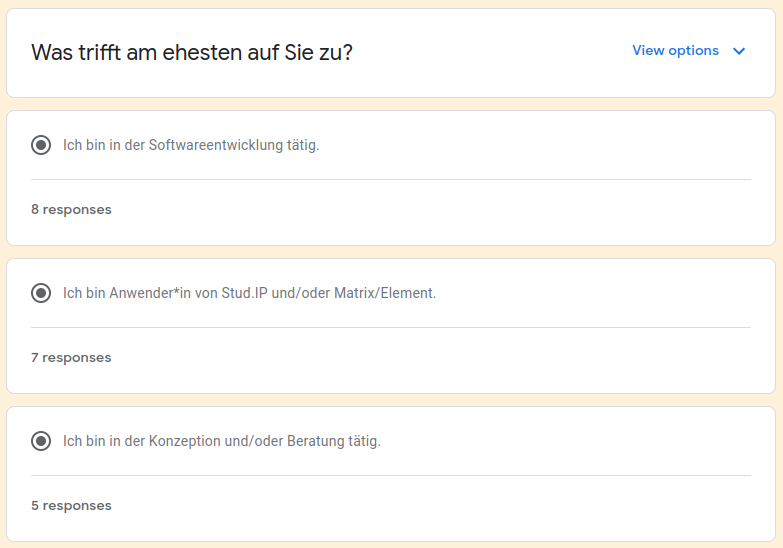 Was trifft am ehesten auf Sie zu?
View options
Ich bin in der Softwareentwicklung tätig.
8 responses
Ich bin Anwender*in von Stud.IP und/oder Matrix/Element.
7 responses
Ich bin in der Konzeption und/oder Beratung tätig.
5 responses